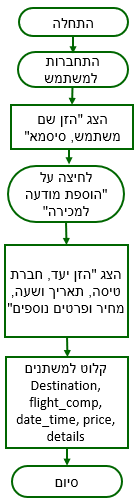 התחלה
התחברות
למשתמש
הצג "הזן שם
משתמש, סיסמא"
לחיצה על
"הוספת מודעה
למכירה"
הצג "הזן יעד, חברת
טיסה, תאריך ושעה,
מחיר ופרטים נוספים"
קלוט למשתנים
Destination,
flight_comp,
date_time, price,
details
סיום